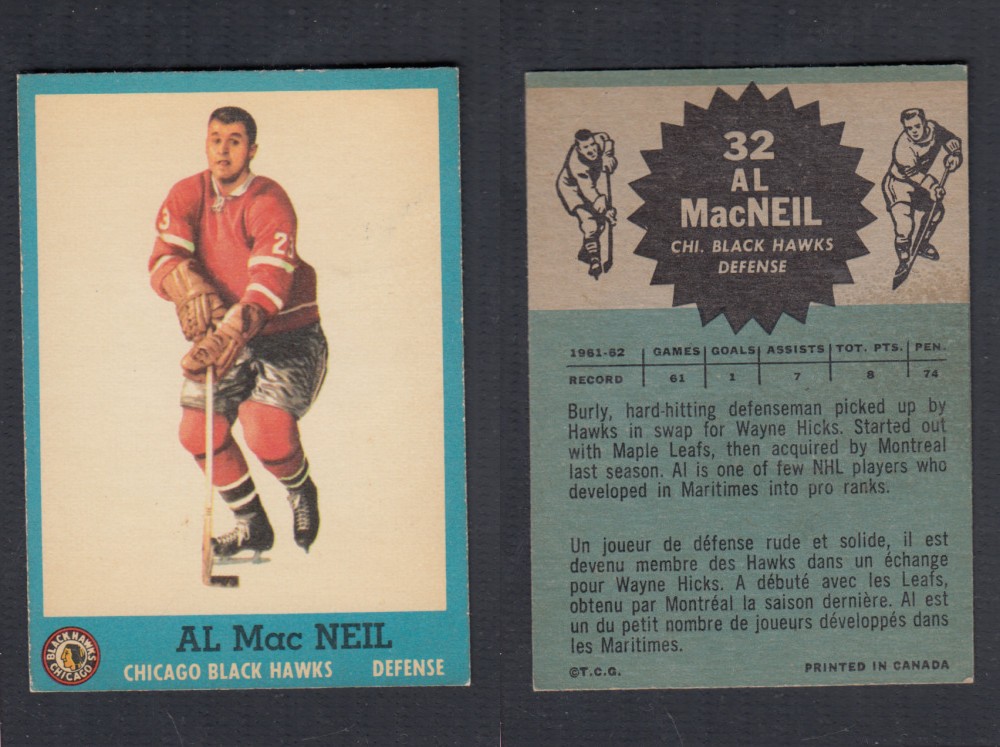 3
23
BLACK HAWKS
CHICAGO
AL Mac NEIL
CHICAGO BLACK HAWKS DEFENSE
32
AL
MacNEIL
CHI. BLACK HAWKS
DEFENSE
1961-62 GAMES GOALS ASSISTS TOT. PTS. PEN.
RECORD 61 1 7 8 74
Burly, hard-hitting defenseman picked up by
Hawks in swap for Wayne Hicks. Started out
with Maple Leafs, then acquired by Montreal
last season. Al is one of few NHL players who
developed in Maritimes into pro ranks.
Un joueur de défense rude et solide, il est
devenu membre des Hawks dans un échange
pour Wayne Hicks. A débuté avec les Leafs,
obtenu par Montréal la saison dernière. Al est
un du petit nombre de joueurs développés dans
les Maritimes.
©T.C.G. PRINTED IN CANADA